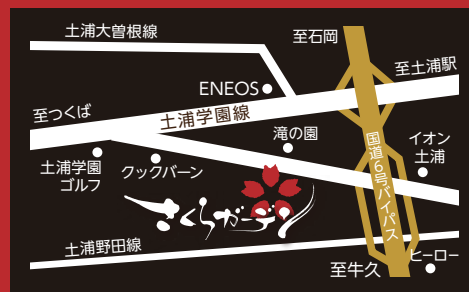 土浦大曽根線
至石岡
至土浦駅
ENEOS
至つくば
土浦学園線
滝の園
イオン
土浦
土浦学園
ゴルフ
クックバーン
国道6号バイパス
さくらガーデン
土浦野田線
ヒーロー
至牛久